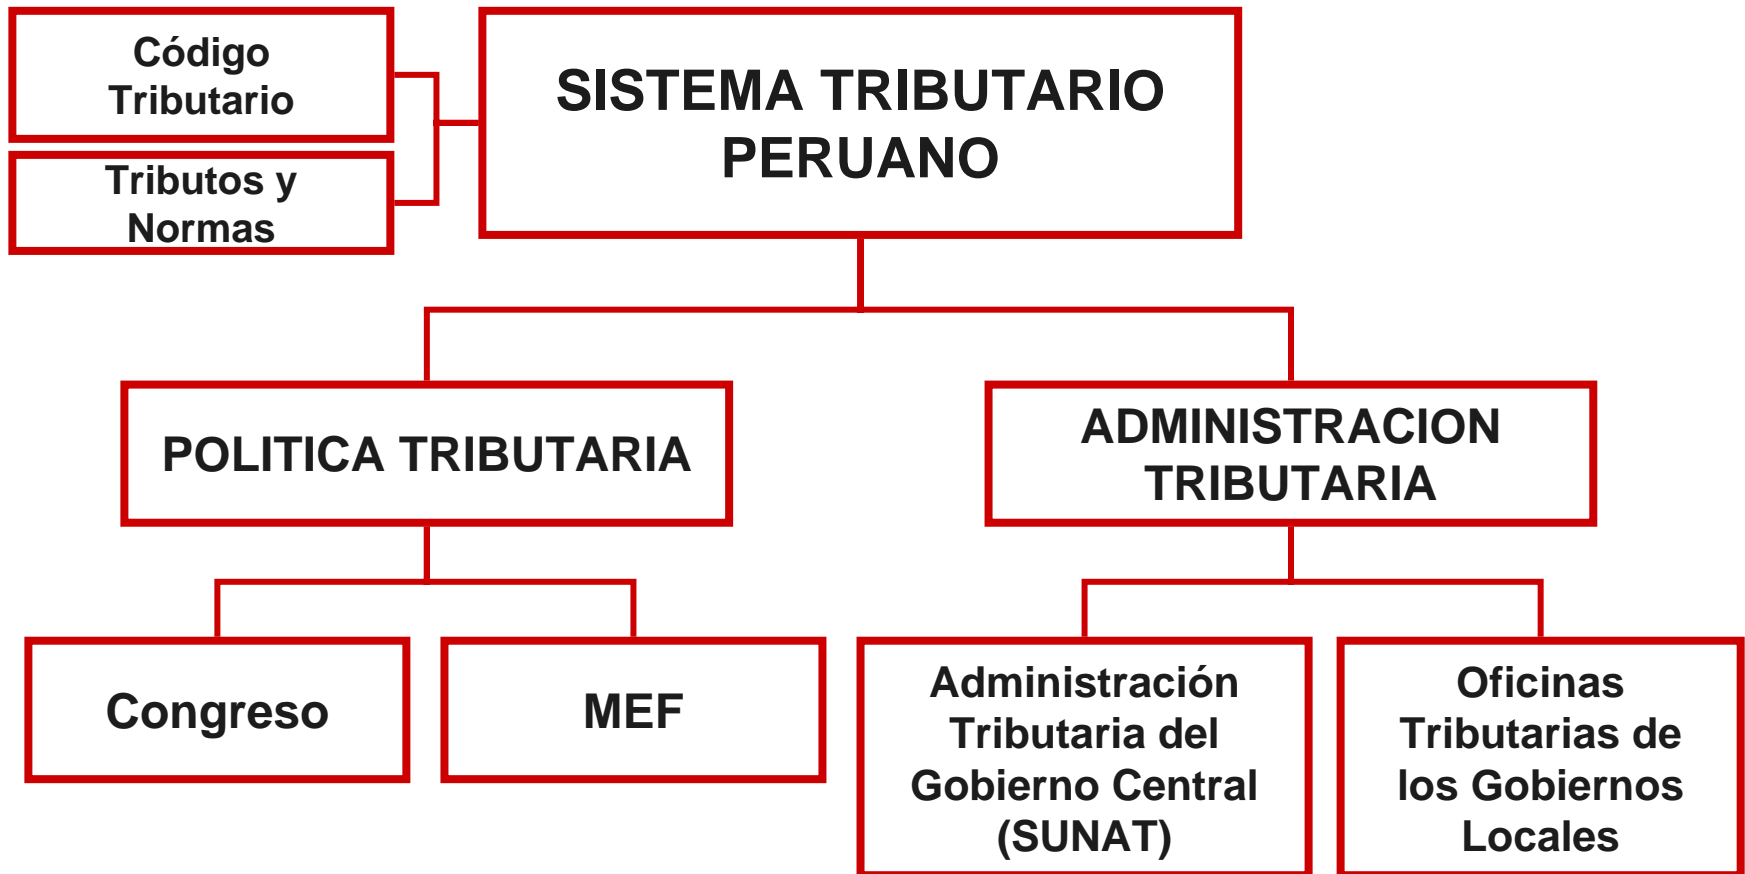 Código
Tributario
SISTEMA TRIBUTARIO
PERUANO
Tributos y
Normas
POLITICA TRIBUTARIA
ADMINISTRACION
TRIBUTARIA
Congreso
MEF
Administración
Tributaria del
Gobierno Central
(SUNAT)
Oficinas
Tributarias de
los Gobiernos
Locales